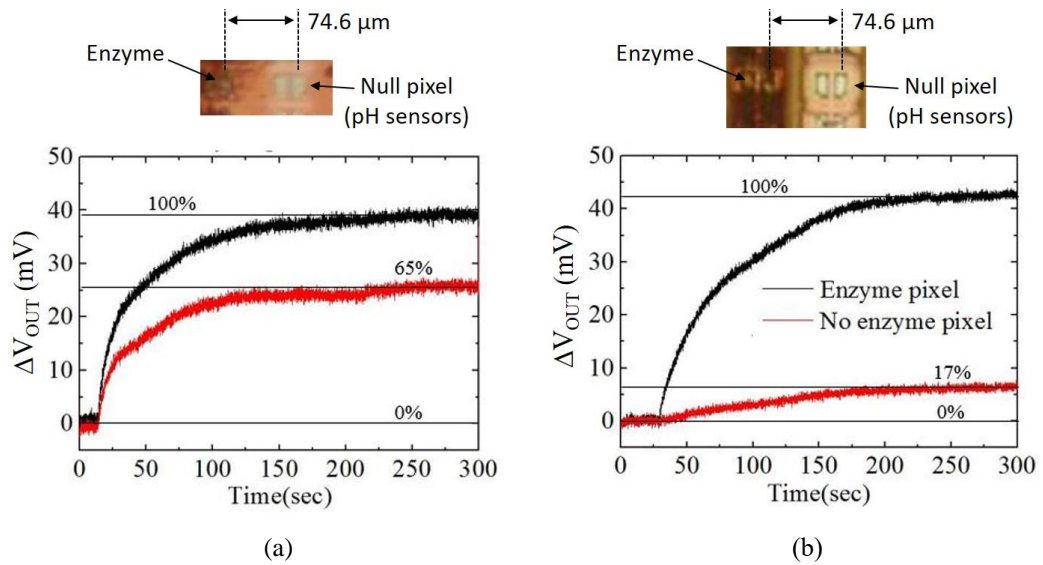 74.6 µm
Enzyme
Null pixel
(pH sensors)
50
40
30
20
10
0
ΔV_OUT (mV)
100%
65%
0%
0 50 100 150 200 250 300
Time(sec)
(a)
74.6 µm
Enzyme
Null pixel
(pH sensors)
50
40
30
20
10
0
ΔV_OUT (mV)
100%
Enzyme pixel
No enzyme pixel
17%
0%
0 50 100 150 200 250 300
Time(sec)
(b)